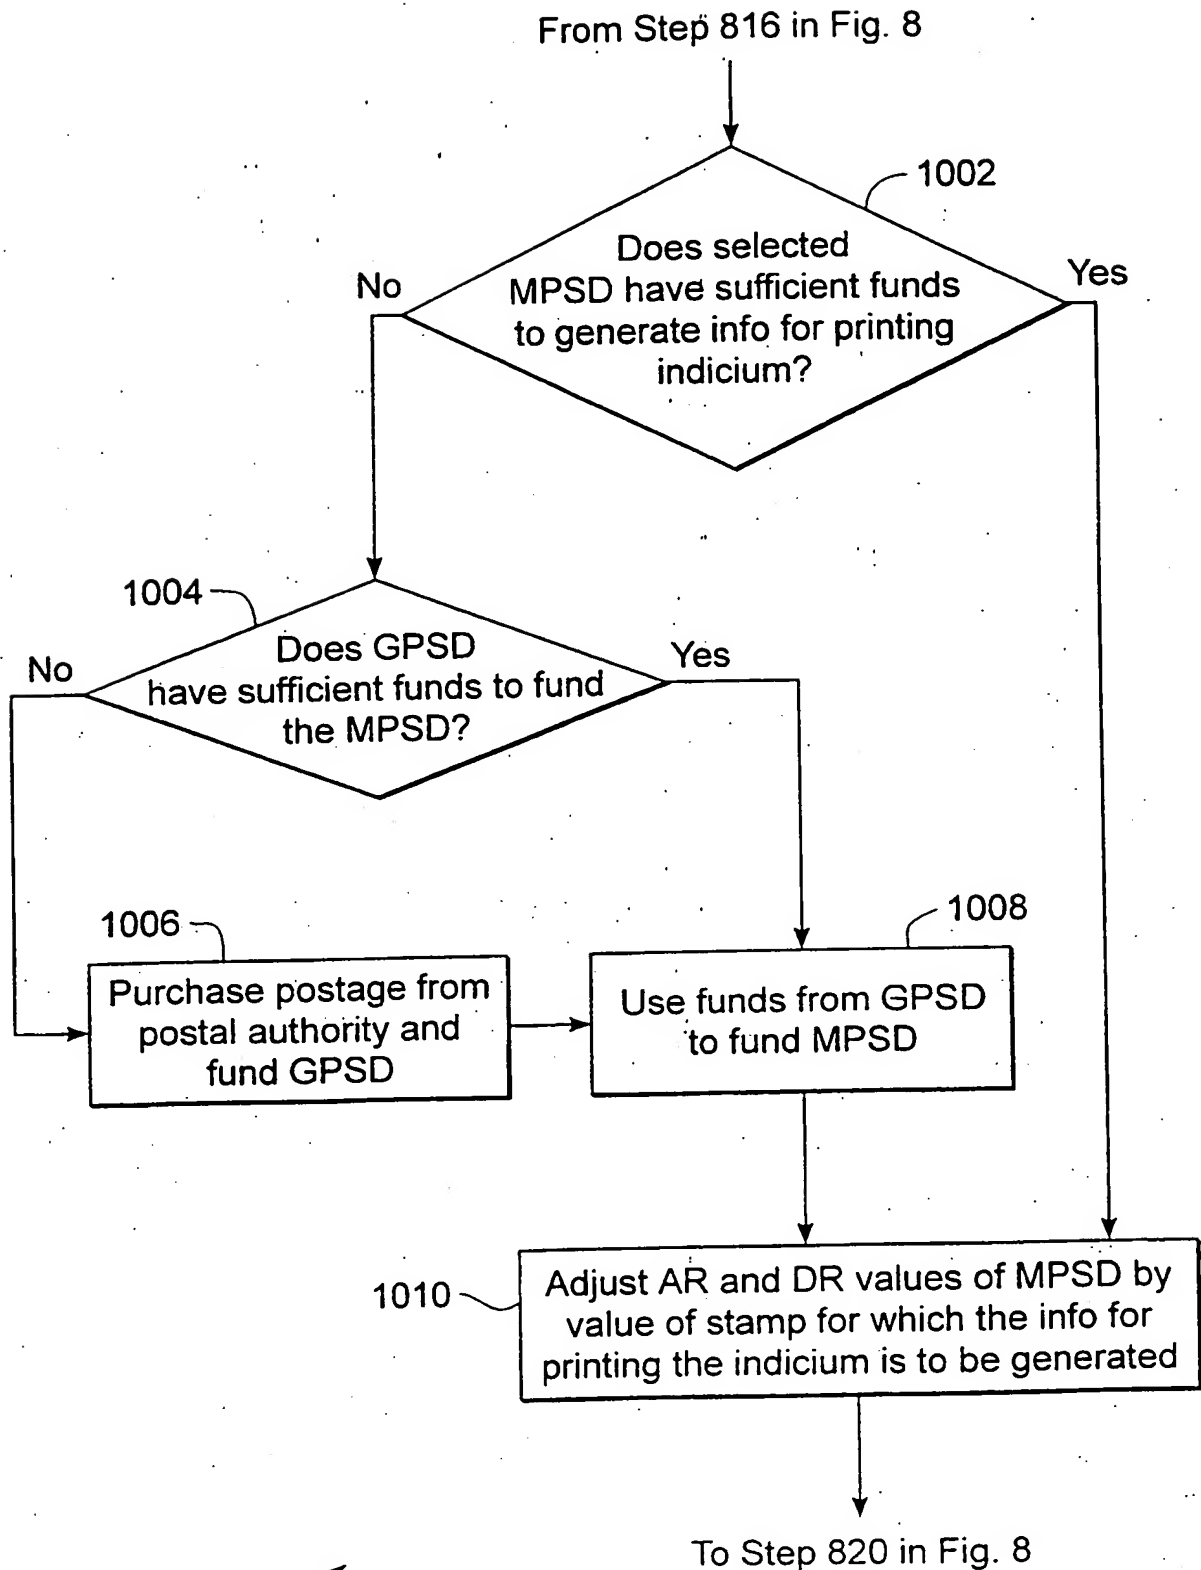 From Step 816 in Fig. 8
1002
Does selected
MPSD have sufficient funds
to generate info for printing
indicium?
No
Yes
1004
Does GPSD
have sufficient funds to fund
the MPSD?
No
Yes
1006
Purchase postage from
postal authority and
fund GPSD
1008
Use funds from GPSD
to fund MPSD
1010
Adjust AR and DR values of MPSD by
value of stamp for which the info for
printing the indicium is to be generated
To Step 820 in Fig. 8